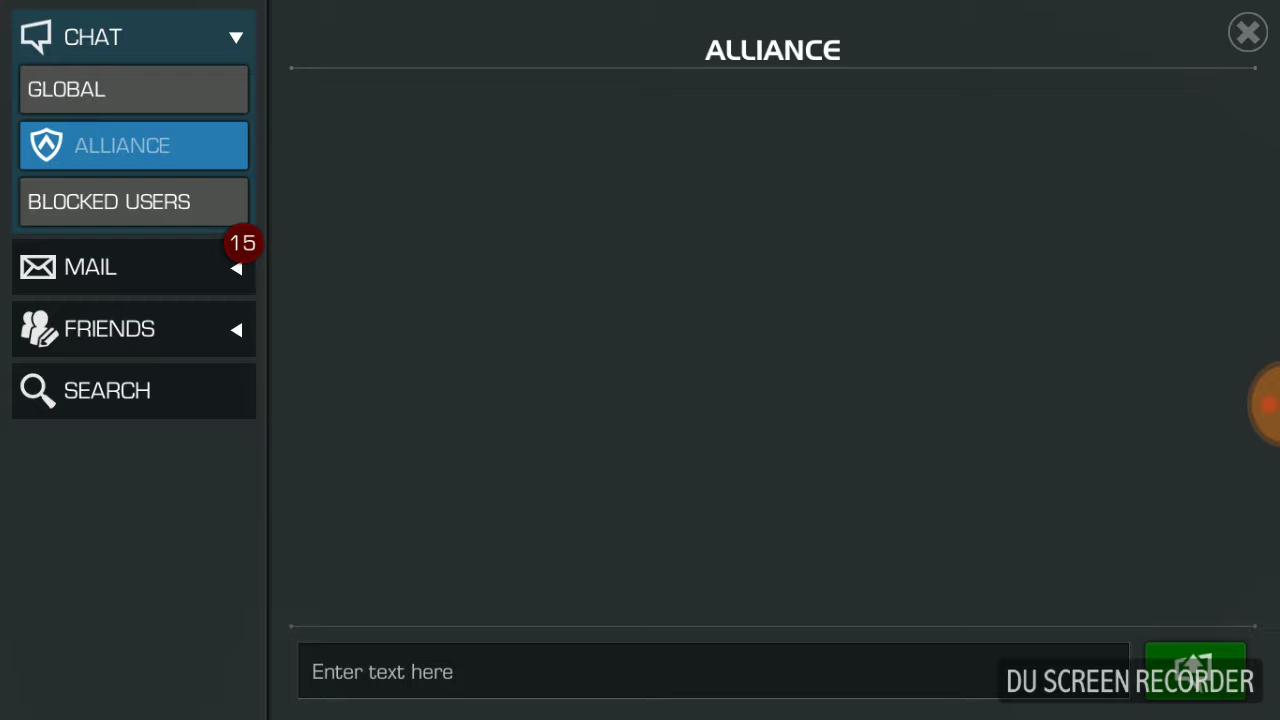 CHAT
GLOBAL
ALLIANCE
BLOCKED USERS
15
MAIL
FRIENDS
SEARCH
ALLIANCE
Enter text here
DU SCREEN RECORDER